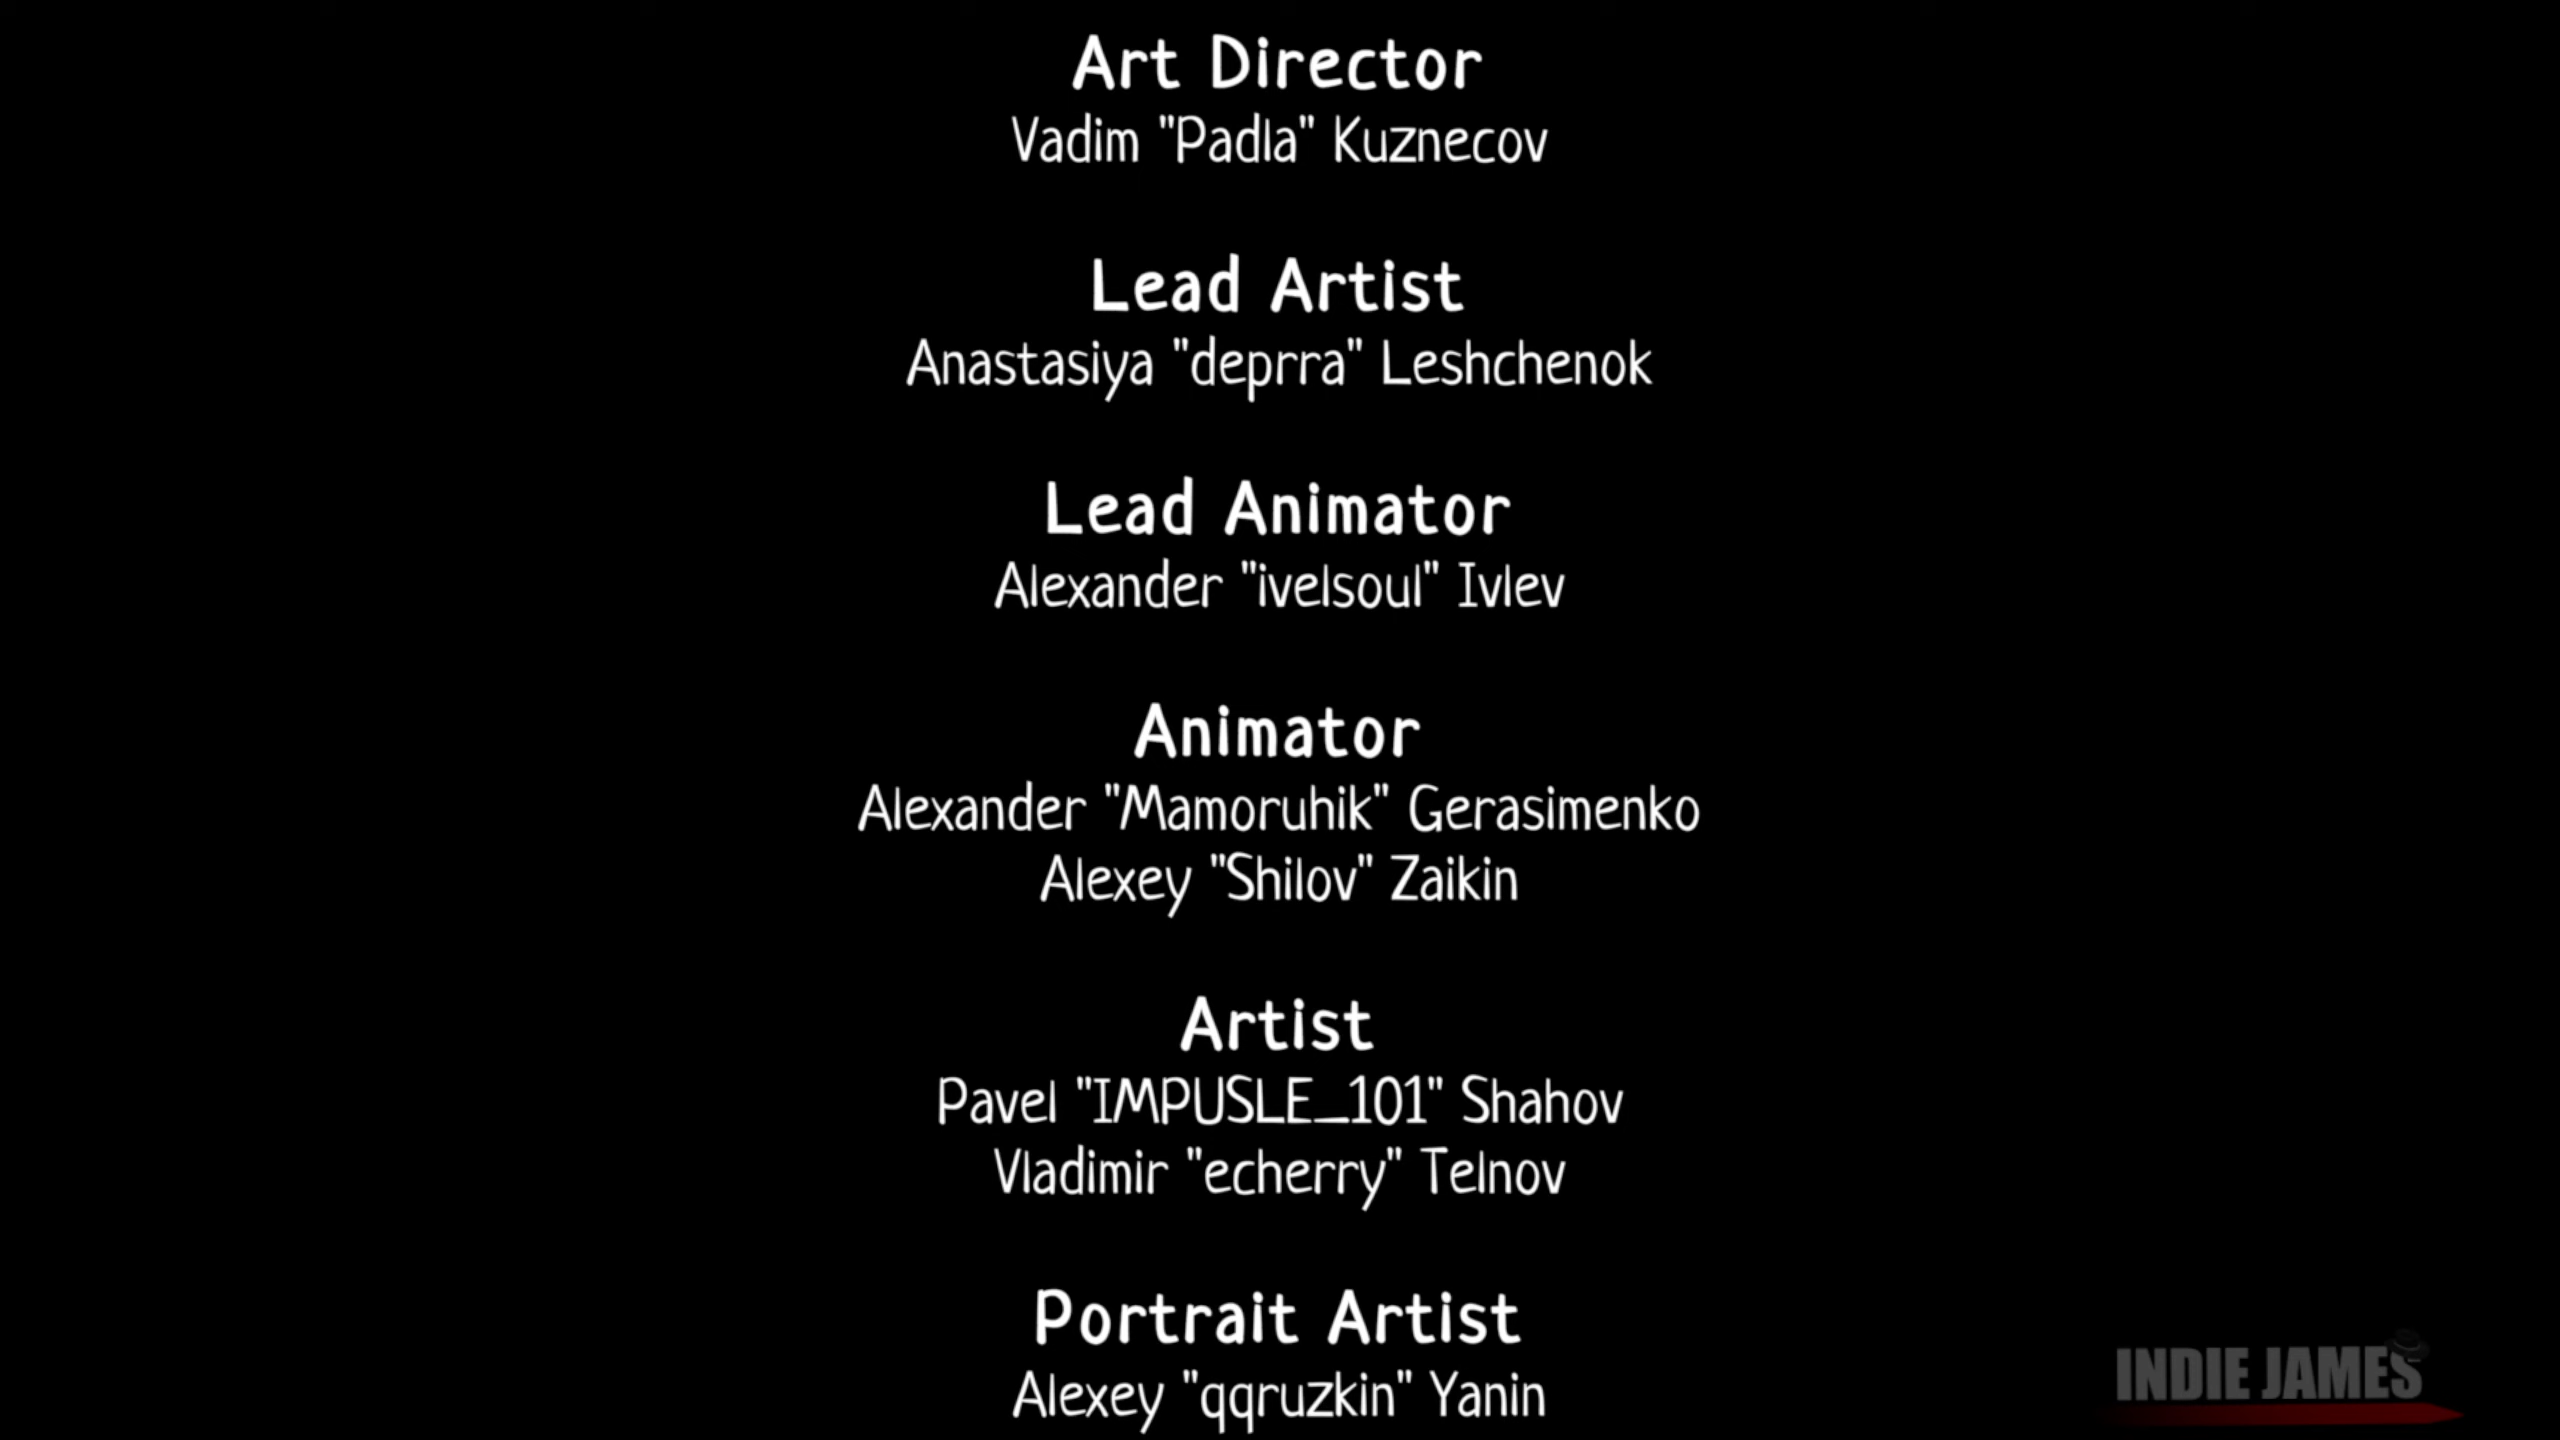 Art Director
Vadim "Padla" Kuznecov
Lead Artist
Anastasiya "deprra" Leshchenok
Lead Animator
Alexander "ivelsoul" Ivlev
Animator
Alexander "Mamoruhik" Gerasimenko
Alexey "Shilov" Zaikin
Artist
Pavel "IMPUSLE_101" Shahov
Vladimir "echerry" Telnov
Portrait Artist
Alexey "qqruzkin" Yanin
INDIE JAMES